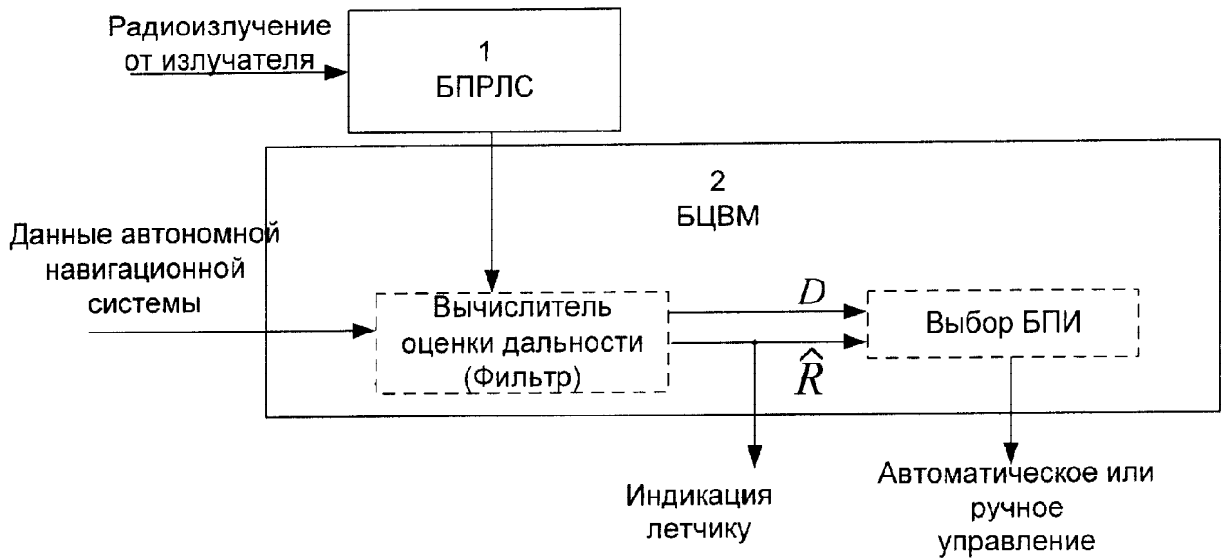 Радиоизлучение
от излучателя
1
БПРЛС
2
БЦВМ
Данные автономной
навигационной
системы
Вычислитель
оценки дальности
(Фильтр)
D
R̂
Выбор БПИ
Индикация
летчику
Автоматическое или
ручное
управление